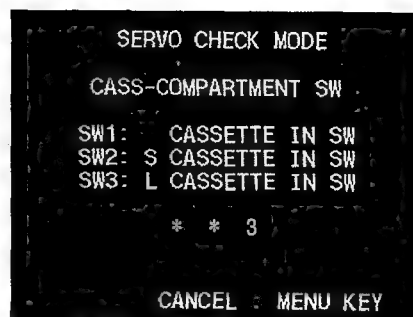 SERVO CHECK MODE
CASS-COMPARTMENT SW
SW1: CASSETTE IN SW
SW2: S CASSETTE IN SW
SW3: L CASSETTE IN SW
* * 3
CANCEL : MENU KEY